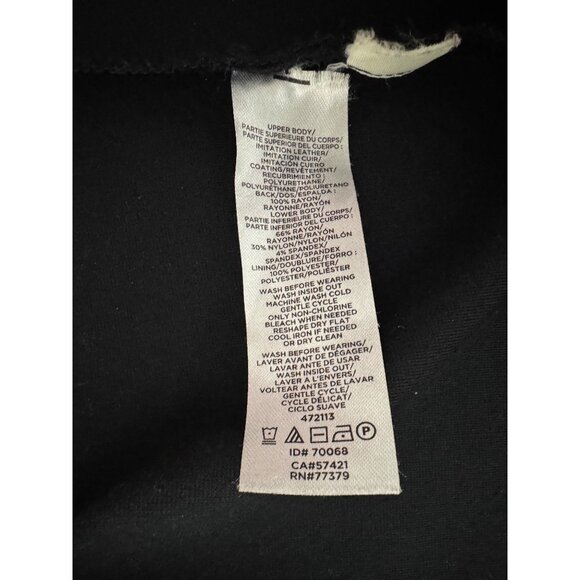 UPPER BODY/
PARTIE SUPERIEURE DU CORPS/
PARTE SUPERIOR DEL CUERPO :
IMITATION LEATHER/
IMITATION CUIR/
IMITACIÓN CUERO
COATING/REVÊTEMENT/
RECUBRIMIENTO :
POLYURETHANE/
POLYURÉTHANE/POLIURETANO
BACK/DOS/ESPALDA :
100% RAYON/
RAYONNE/RAYÓN
LOWER BODY/
PARTIE INFERIEURE DU CORPS/
PARTE INFERIOR DEL CUERPO :
66% RAYON/
RAYONNE/RAYÓN
30% NYLON/NYLON/NILÓN
4% SPANDEX/
SPANDEX/SPANDEX
LINING/DOUBLURE/FORRO :
100% POLYESTER/
POLYESTER/POLIÉSTER
WASH BEFORE WEARING
WASH INSIDE OUT
MACHINE WASH COLD
GENTLE CYCLE
ONLY NON-CHLORINE
BLEACH WHEN NEEDED
RESHAPE DRY FLAT
COOL IRON IF NEEDED
OR DRY CLEAN
WASH BEFORE WEARING/
LAVER AVANT DE DÉGAGER/
LAVAR ANTE DE USAR
WASH INSIDE OUT/
LAVER A L'ENVERS/
VOLTEAR ANTES DE LAVAR
GENTLE CYCLE/
CYCLE DÉLICAT/
CICLO SUAVE
472113
P
ID# 70068
CA#57421
RN#77379